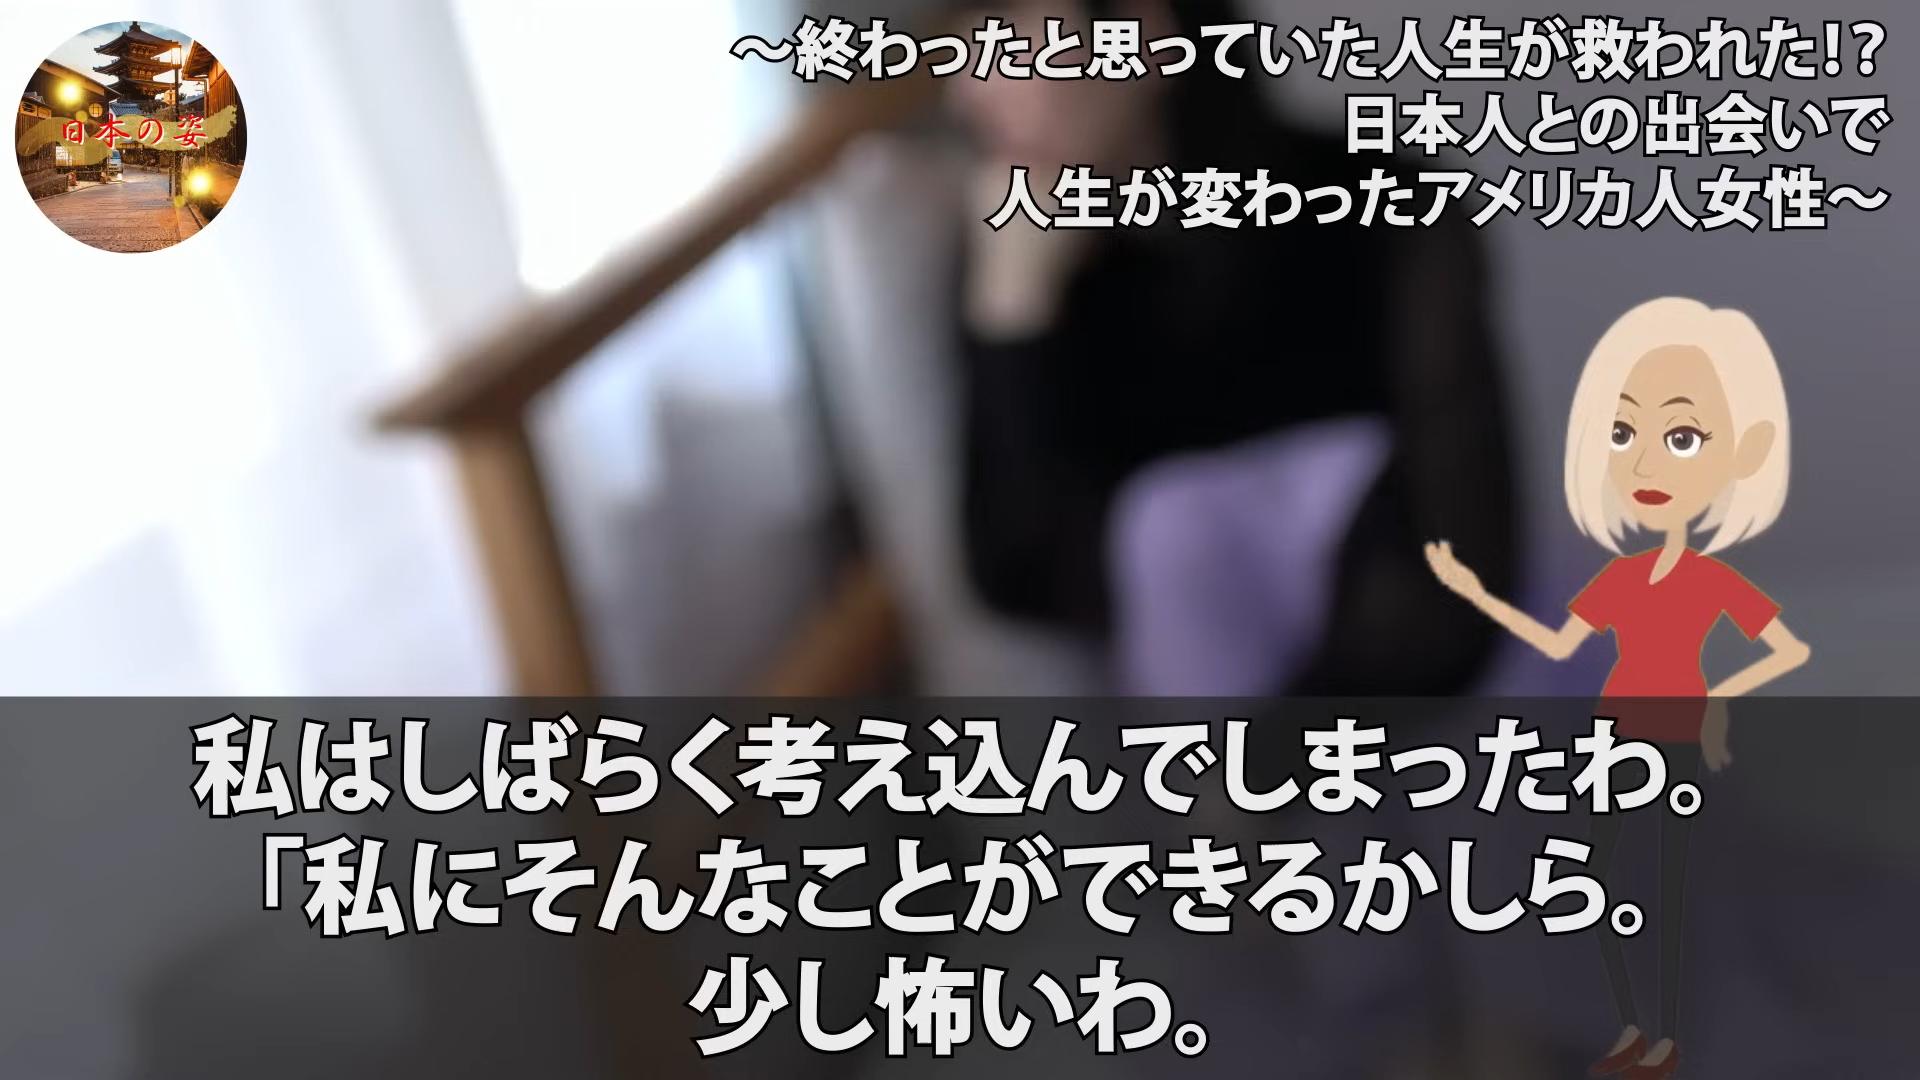 日本の姿
～終わったと思っていた人生が救われた!?
日本人との出会いで
人生が変わったアメリカ人女性～
私はしばらく考え込んでしまったわ。
「私にそんなことができるかしら。
少し怖いわ。